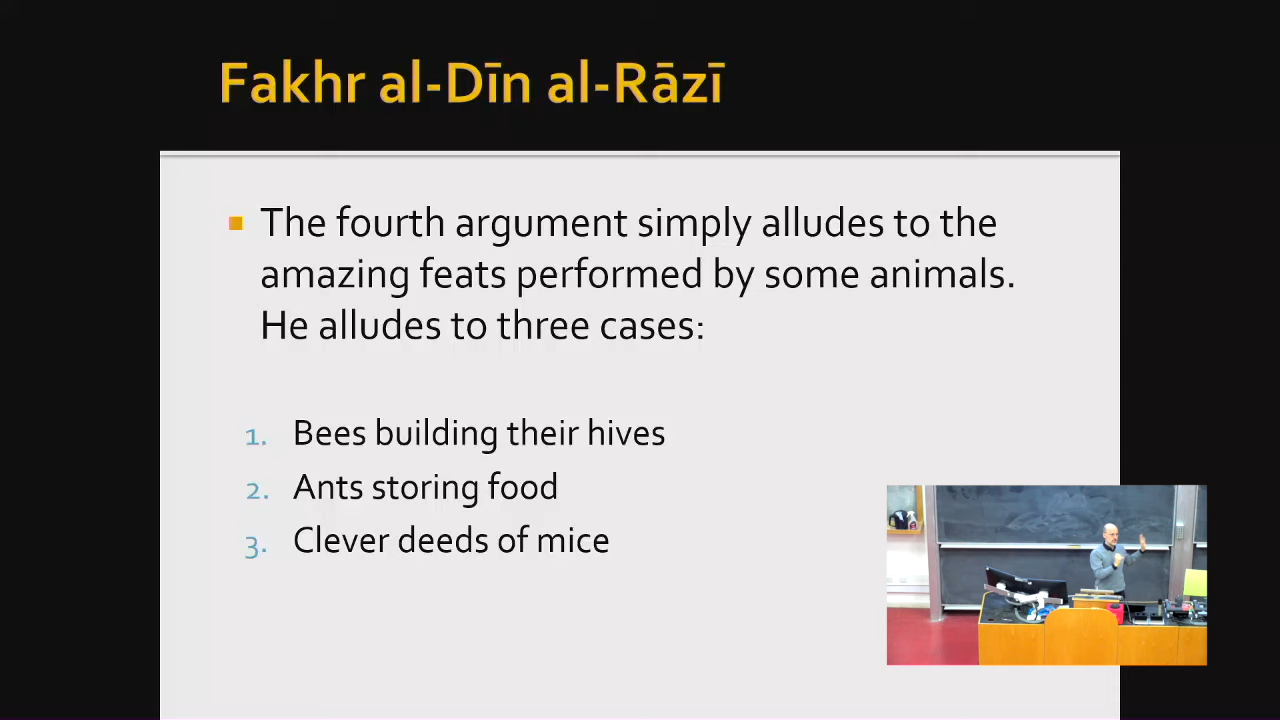 Fakhr al-Dīn al-Rāzī
The fourth argument simply alludes to the
amazing feats performed by some animals.
He alludes to three cases:
1. Bees building their hives
2. Ants storing food
3. Clever deeds of mice